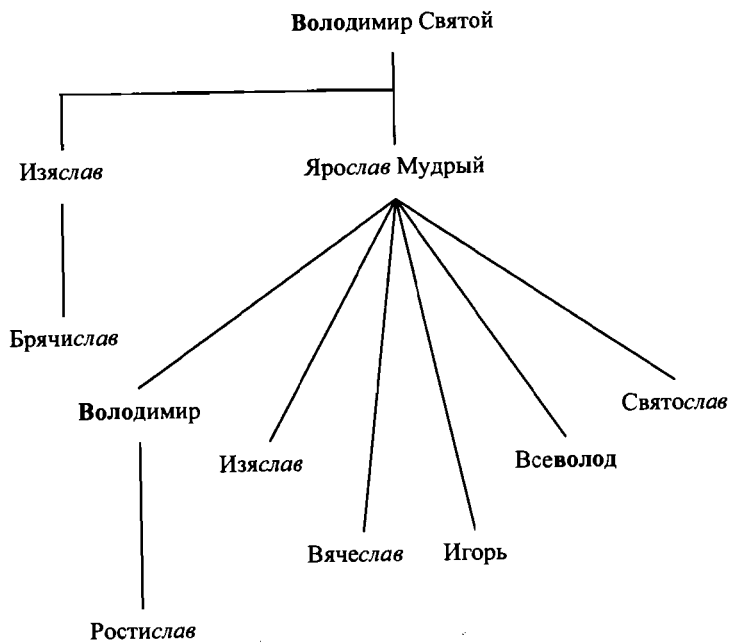 Володимир Святой
Изяслав
Ярослав Мудрый
Брячислав
Володимир
Святослав
Изяслав
Всеволод
Вячеслав
Игорь
Ростислав